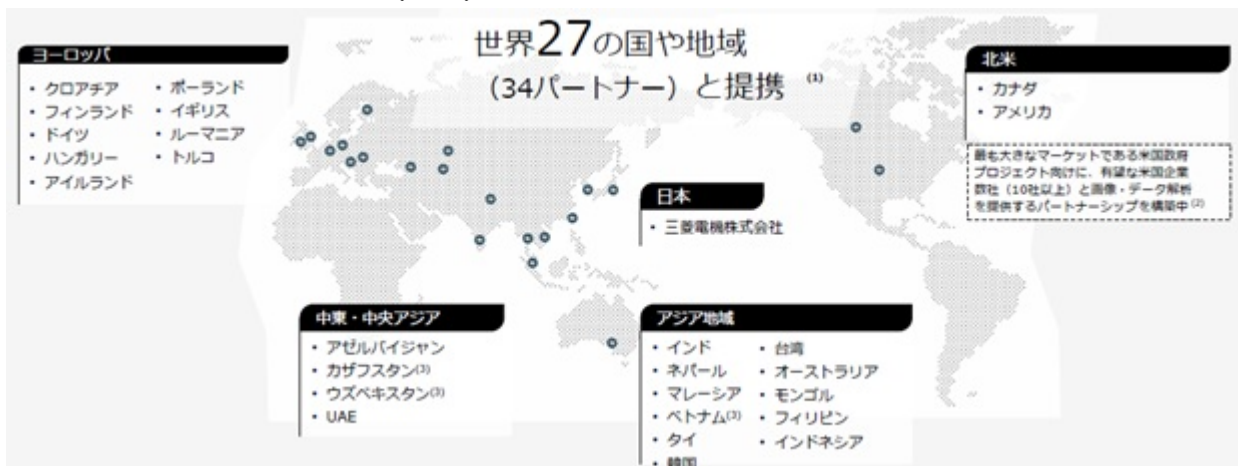 世界27の国や地域
(34パートナー) と提携 (1)
ヨーロッパ
・ クロアチア
・ フィンランド
・ ドイツ
・ ハンガリー
・ アイルランド
・ ポーランド
・ イギリス
・ ルーマニア
・ トルコ
北米
・ カナダ
・ アメリカ
最も大きなマーケットである米国政府
プロジェクト向けに、有望な米国企業
数社（10社以上）と画像・データ解析
を提供するパートナーシップを構築中 (2)
日本
・ 三菱電機株式会社
中東・中央アジア
・ アゼルバイジャン
・ カザフスタン(3)
・ ウズベキスタン(3)
・ UAE
アジア地域
・ インド
・ ネパール
・ マレーシア
・ ベトナム(3)
・ タイ
・ 韓国
・ 台湾
・ オーストラリア
・ モンゴル
・ フィリピン
・ インドネシア